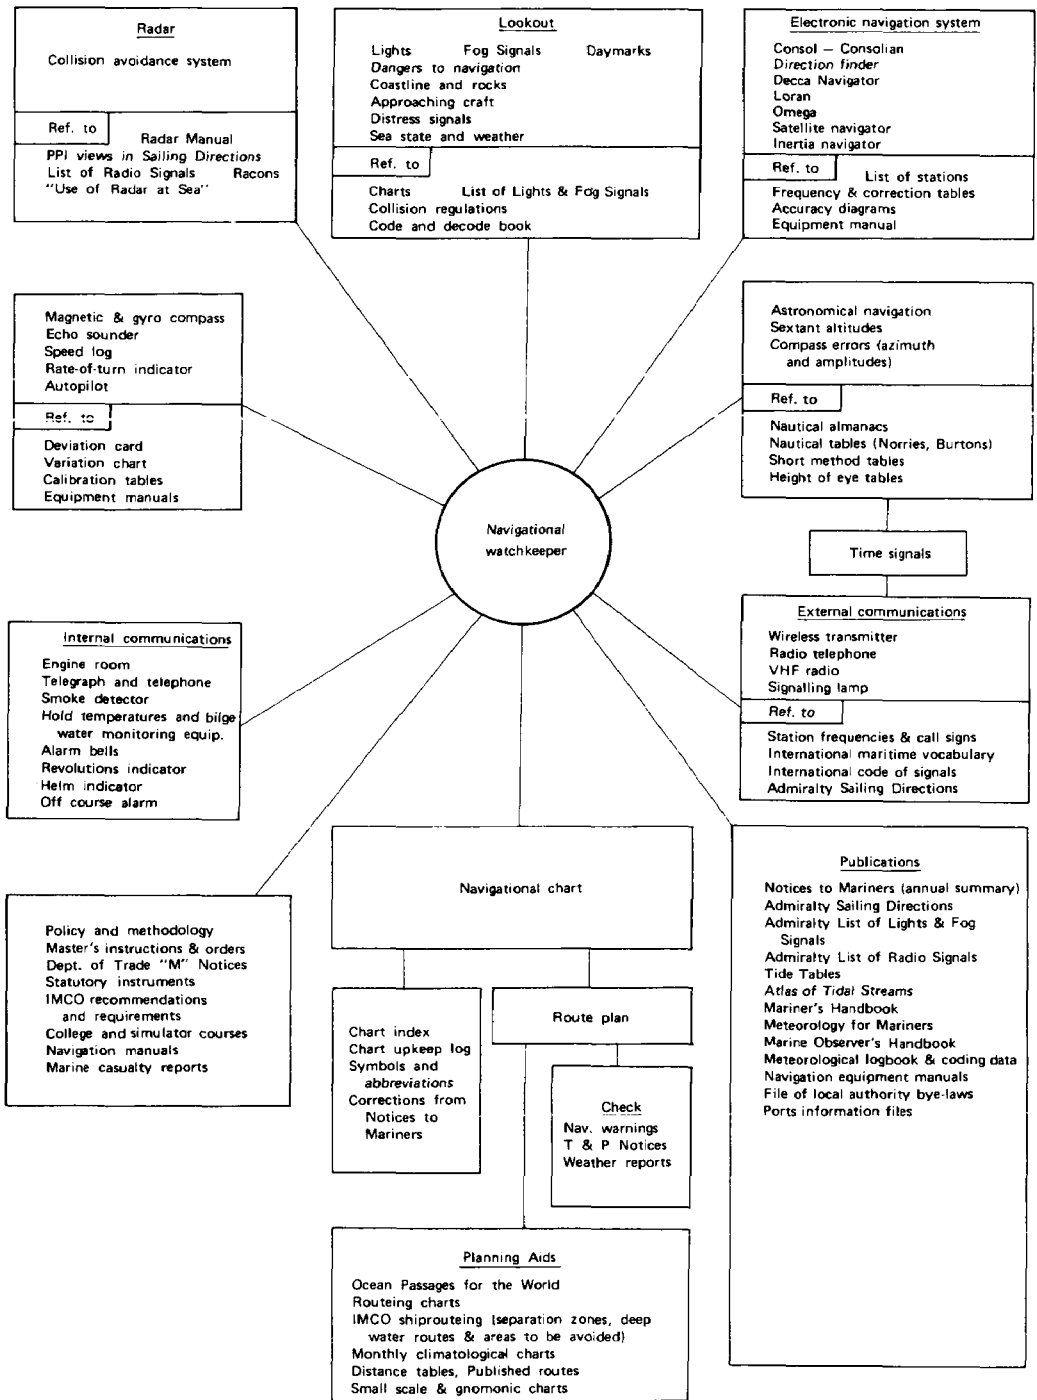 Radar
Collision avoidance system
Ref. to
Radar Manual
PPI views in Sailing Directions
List of Radio Signals Racons
"Use of Radar at Sea"
Lookout
Lights Fog Signals Daymarks
Dangers to navigation
Coastline and rocks
Approaching craft
Distress signals
Sea state and weather
Ref. to
Charts List of Lights & Fog Signals
Collision regulations
Code and decode book
Electronic navigation system
Consol – Consolian
Direction finder
Decca Navigator
Loran
Omega
Satellite navigator
Inertia navigator
Ref. to
List of stations
Frequency & correction tables
Accuracy diagrams
Equipment manual
Magnetic & gyro compass
Echo sounder
Speed log
Rate-of-turn indicator
Autopilot
Ref. to
Deviation card
Variation chart
Calibration tables
Equipment manuals
Astronomical navigation
Sextant altitudes
Compass errors (azimuth
and amplitudes)
Ref. to
Nautical almanacs
Nautical tables (Norries, Burtons)
Short method tables
Height of eye tables
Navigational
watchkeeper
Time signals
Internal communications
Engine room
Telegraph and telephone
Smoke detector
Hold temperatures and bilge
water monitoring equip.
Alarm bells
Revolutions indicator
Helm indicator
Off course alarm
External communications
Wireless transmitter
Radio telephone
VHF radio
Signalling lamp
Ref. to
Station frequencies & call signs
International maritime vocabulary
International code of signals
Admiralty Sailing Directions
Policy and methodology
Master's instructions & orders
Dept. of Trade "M" Notices
Statutory instruments
IMCO recommendations
and requirements
College and simulator courses
Navigation manuals
Marine casualty reports
Navigational chart
Chart index
Chart upkeep log
Symbols and
abbreviations
Corrections from
Notices to
Mariners
Route plan
Check
Nav. warnings
T & P Notices
Weather reports
Planning Aids
Ocean Passages for the World
Routeing charts
IMCO shiprouteing (separation zones, deep
water routes & areas to be avoided)
Monthly climatological charts
Distance tables, Published routes
Small scale & gnomonic charts
Publications
Notices to Mariners (annual summary)
Admiralty Sailing Directions
Admiralty List of Lights & Fog
Signals
Admiralty List of Radio Signals
Tide Tables
Atlas of Tidal Streams
Mariner's Handbook
Meteorology for Mariners
Marine Observer's Handbook
Meteorological logbook & coding data
Navigation equipment manuals
File of local authority bye-laws
Ports information files